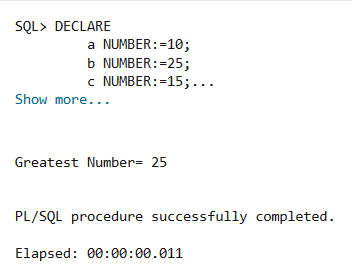 SQL> DECLARE
a NUMBER:=10;
b NUMBER:=25;
c NUMBER:=15;...
Show more...
Greatest Number= 25
PL/SQL procedure successfully completed.
Elapsed: 00:00:00.011